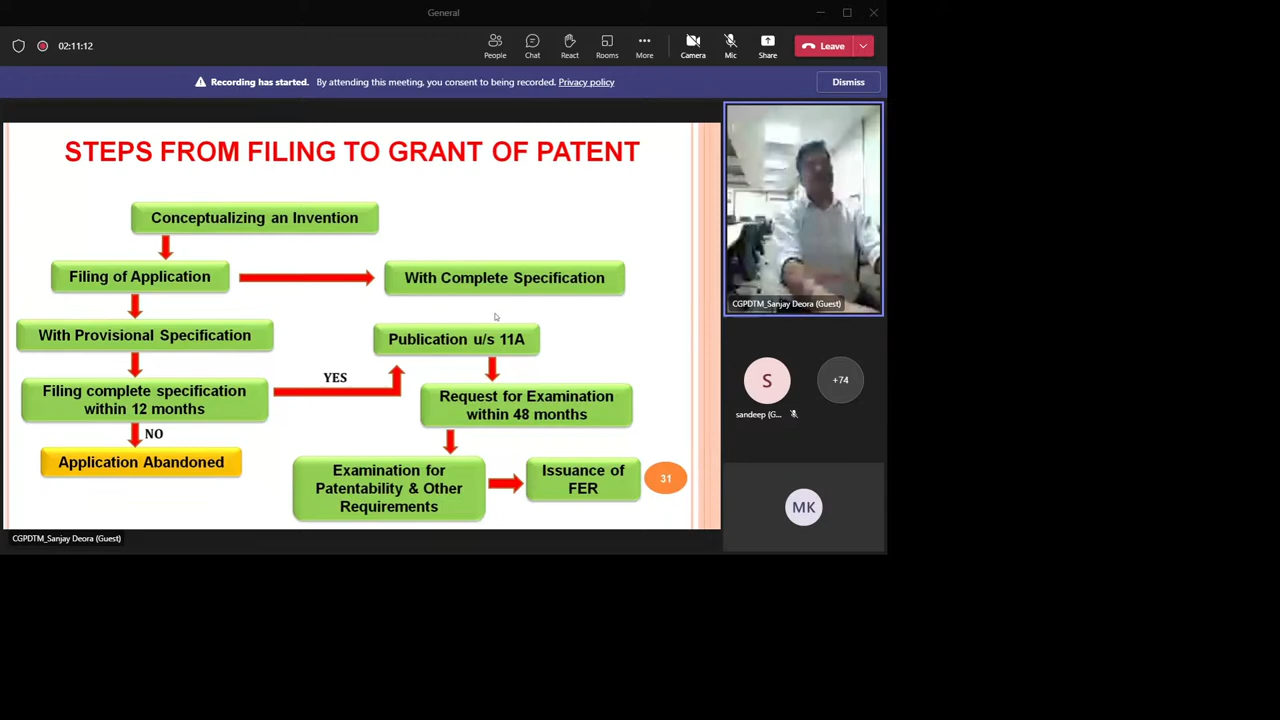 General
02:11:12
People
Chat
React
Rooms
More
Camera
Mic
Share
Leave
Recording has started. By attending this meeting, you consent to being recorded. Privacy policy
Dismiss
STEPS FROM FILING TO GRANT OF PATENT
Conceptualizing an Invention
Filing of Application
With Complete Specification
With Provisional Specification
Publication u/s 11A
Filing complete specification
within 12 months
YES
Request for Examination
within 48 months
NO
Application Abandoned
Examination for
Patentability & Other
Requirements
Issuance of
FER
31
CGPDTM_Sanjay Deora (Guest)
CGPDTM_Sanjay Deora (Guest)
S
+74
sandeep (G...
MK